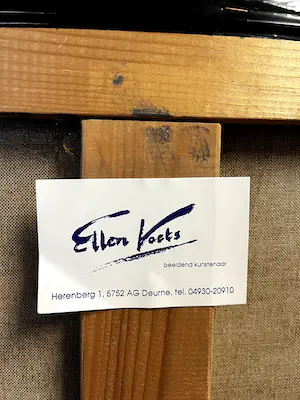 Ellen Voets
beeldend kunstenaar
Herenberg 1, 5752 AG Deurne, tel. 04930-20910